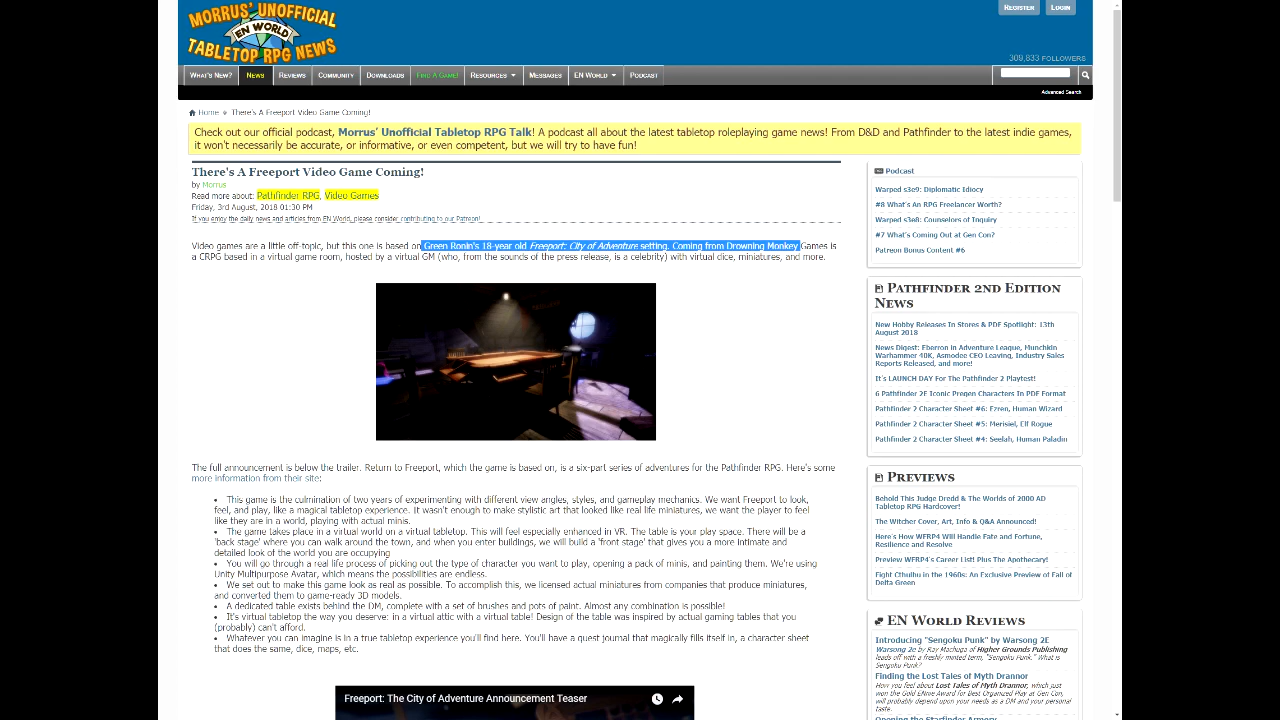 MORRUS' UNOFFICIAL
EN WORLD
TABLETOP RPG NEWS
Register Login
309,833 FOLLOWERS
What's New? News Reviews Community Downloads Find A Game! Resources Messages EN World Podcast
Advanced Search
Home » There's A Freeport Video Game Coming!
Check out our official podcast, Morrus' Unofficial Tabletop RPG Talk! A podcast all about the latest tabletop roleplaying game news! From D&D and Pathfinder to the latest indie games,
it won't necessarily be accurate, or informative, or even competent, but we will try to have fun!
There's A Freeport Video Game Coming!
by Morrus
Read more about: Pathfinder RPG, Video Games
Friday, 3rd August, 2018 01:30 PM
If you enjoy the daily news and articles from EN World, please consider contributing to our Patreon!
Video games are a little off-topic, but this one is based on Green Ronin's 18-year old Freeport: City of Adventure setting. Coming from Drowning Monkey Games is
a CRPG based in a virtual game room, hosted by a virtual GM (who, from the sounds of the press release, is a celebrity) with virtual dice, miniatures, and more.
The full announcement is below the trailer. Return to Freeport, which the game is based on, is a six-part series of adventures for the Pathfinder RPG. Here's some
more information from their site:
• This game is the culmination of two years of experimenting with different view angles, styles, and gameplay mechanics. We want Freeport to look,
feel, and play, like a magical tabletop experience. It wasn't enough to make stylistic art that looked like real life miniatures, we want the player to feel
like they are in a world, playing with actual minis.
• The game takes place in a virtual world on a virtual tabletop. This will feel especially enhanced in VR. The table is your play space. There will be a
'back stage' where you can walk around the town, and when you enter buildings, we will build a 'front stage' that gives you a more intimate and
detailed look of the world you are occupying
• You will go through a real life process of picking out the type of character you want to play, opening a pack of minis, and painting them. We're using
Unity Multipurpose Avatar, which means the possibilities are endless.
• We set out to make this look as real as possible. To accomplish this, we licensed actual miniatures from companies that produce miniatures,
and converted them to game-ready 3D models.
• A dedicated table exists behind the DM, complete with a set of brushes and pots of paint. Almost any combination is possible!
• It's virtual tabletop the way you deserve: in a virtual attic with a virtual table! Design of the table was inspired by actual gaming tables that you
(probably) can't afford.
• Whatever you can imagine is in a true tabletop experience you'll find here. You'll have a quest journal that magically fills itself in, a character sheet
that does the same, dice, maps, etc.
Freeport: The City of Adventure Announcement Teaser
Podcast
Warped s3e9: Diplomatic Idiocy
#8 What's An RPG Freelancer Worth?
Warped s3e8: Counselors of Inquiry
#7 What's Coming Out at Gen Con?
Patreon Bonus Content #6
Pathfinder 2nd Edition
News
New Hobby Releases In Stores & PDF Spotlight: 13th
August 2018
News Digest: Eberron in Adventure League, Munchkin
Warhammer 40K, Asmodee CEO Leaving, Industry Sales
Reports Released, and more!
It's LAUNCH DAY For The Pathfinder 2 Playtest!
6 Pathfinder 2E Iconic Pregen Characters In PDF Format
Pathfinder 2 Character Sheet #6: Ezren, Human Wizard
Pathfinder 2 Character Sheet #5: Merisiel, Elf Rogue
Pathfinder 2 Character Sheet #4: Seelah, Human Paladin
Previews
Behold This Judge Dredd & The Worlds of 2000 AD
Tabletop RPG Hardcover!
The Witcher Cover, Art, Info & Q&A Announced!
Here's How WFRP4 Will Handle Fate and Fortune,
Resilience and Resolve
Preview WFRP4's Career List! Plus The Apothecary!
Fight Cthulhu in the 1960s: An Exclusive Preview of Fall of
Delta Green
EN World Reviews
Introducing "Sengoku Punk" by Warsong 2E
Warsong 2e by Ray Machuga of Higher Grounds Publishing
leads off with a freshly minted term, "Sengoku Punk." What is
Sengoku Punk?
Finding the Lost Tales of Myth Drannor
How you feel about Lost Tales of Myth Drannor, which just
won the Gold ENnie Award for Best Organized Play at Gen Con,
will probably depend upon your needs as a DM and your personal
taste.
Opening the Starfinder Armory